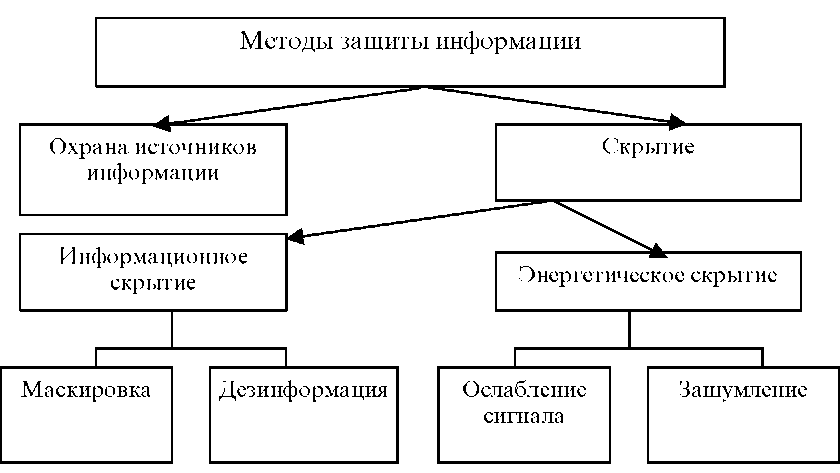 Методы защиты информации
Охрана источников
информации
Скрытие
Информационное
скрытие
Энергетическое скрытие
Маскировка
Дезинформация
Ослабление
сигнала
Зашумление